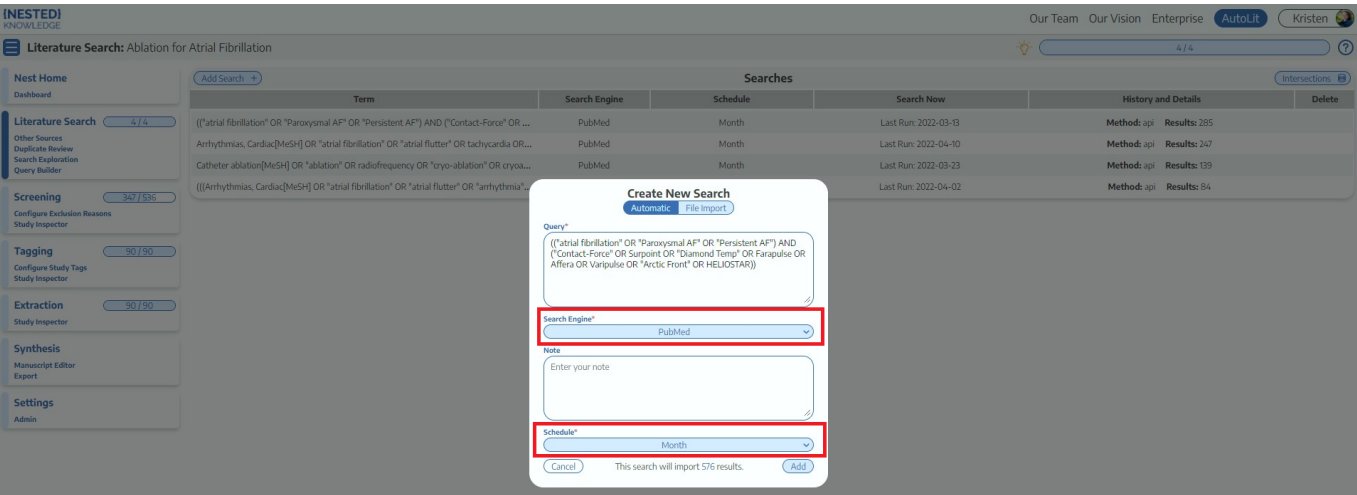 {NESTED}
KNOWLEDGE
Our Team Our Vision Enterprise AutoLit Kristen
Literature Search: Ablation for Atrial Fibrillation
4/4
?
Nest Home
Dashboard
Literature Search 4/4
Other Sources
Duplicate Review
Search Exploration
Query Builder
Screening 347/536
Configure Exclusion Reasons
Study Inspector
Tagging 90/90
Configure Study Tags
Study Inspector
Extraction 90/90
Study Inspector
Synthesis
Manuscript Editor
Export
Settings
Admin
Add Search +
Searches
Intersections
Term Search Engine Schedule Search Now History and Details Delete
(("atrial fibrillation" OR "Paroxysmal AF" OR "Persistent AF") AND ("Contact-Force" OR ... PubMed Month Last Run: 2022-03-13 Method: api Results: 285
Arrhythmias, Cardiac[MeSH] OR "atrial fibrillation" OR "atrial flutter" OR tachycardia OR... PubMed Month Last Run: 2022-04-10 Method: api Results: 247
Catheter ablation[MeSH] OR "ablation" OR radiofrequency OR "cryo-ablation" OR cryoa... PubMed Month Last Run: 2022-03-23 Method: api Results: 139
(((Arrhythmias, Cardiac[MeSH] OR "atrial fibrillation" OR "atrial flutter" OR "arrhythmia"... Last Run: 2022-04-02 Method: api Results: 84
Create New Search
Automatic File Import
Query*
(("atrial fibrillation" OR "Paroxysmal AF" OR "Persistent AF") AND
("Contact-Force" OR Surpoint OR "Diamond Temp" OR Farapulse OR
Affera OR Varipulse OR "Arctic Front" OR HELIOSTAR))
Search Engine*
PubMed
Note
Enter your note
Schedule*
Month
Cancel This search will import 576 results. Add